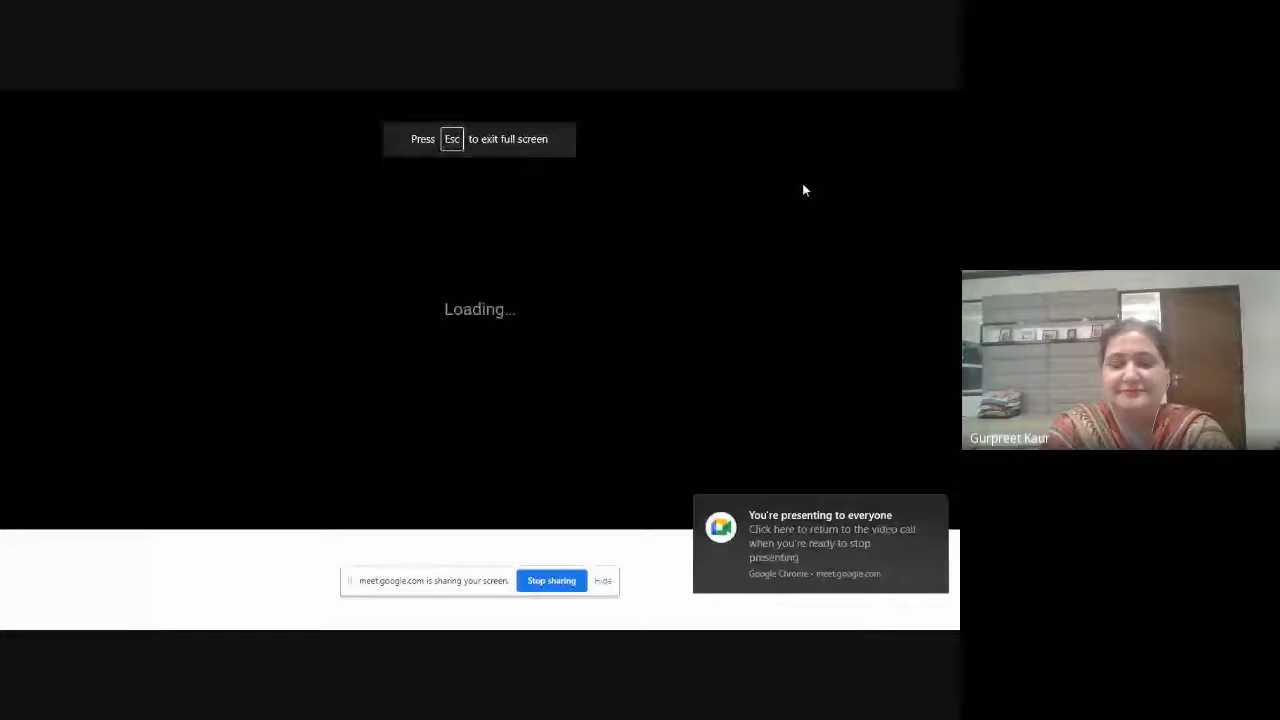 Press Esc to exit full screen
Loading...
Gurpreet Kaur
You're presenting to everyone
Click here to return to the video call
when you're ready to stop
presenting
Google Chrome • meet.google.com
meet.google.com is sharing your screen.
Stop sharing
Hide